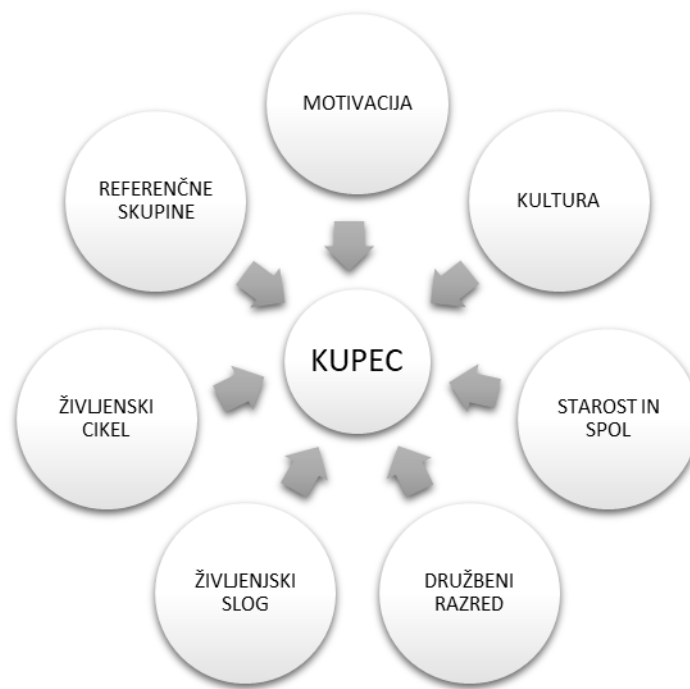 MOTIVACIJA
KULTURA
STAROST IN
SPOL
DRUŽBENI
RAZRED
ŽIVLJENJSKI
SLOG
ŽIVLJENSKI
CIKEL
REFERENČNE
SKUPINE
KUPEC